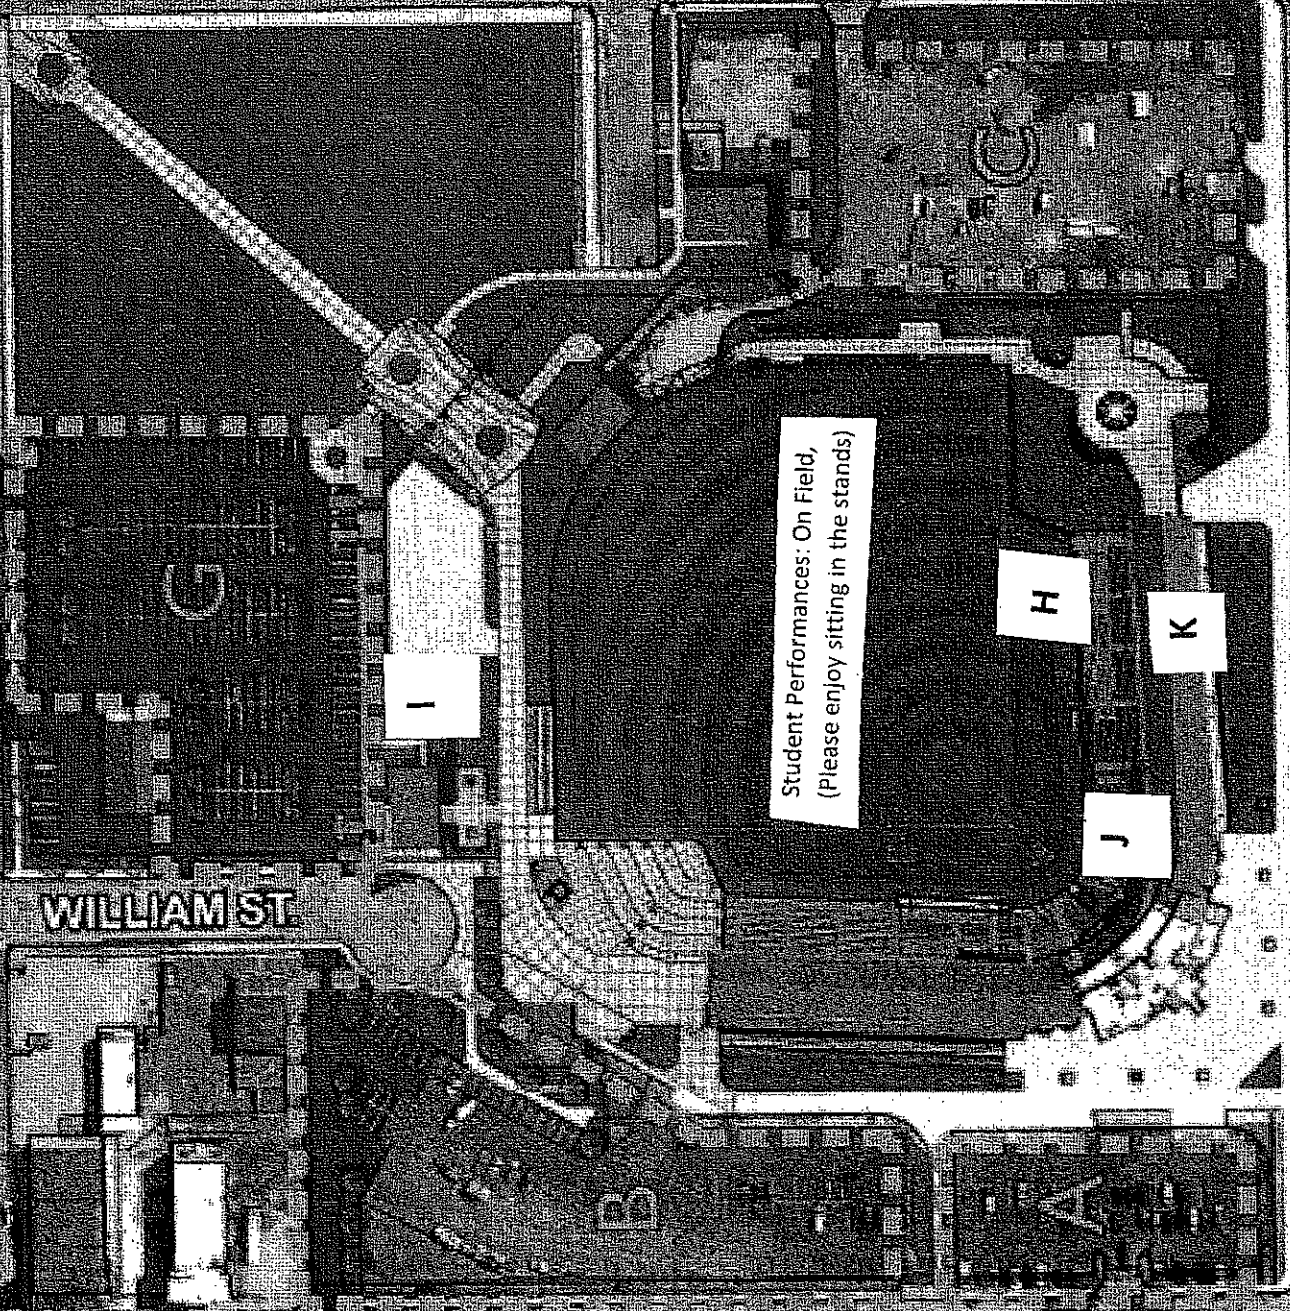 C
G
Student Performances: On Field,
(Please enjoy sitting in the stands)
H
K
I
J
WILLIAM ST.
B
A